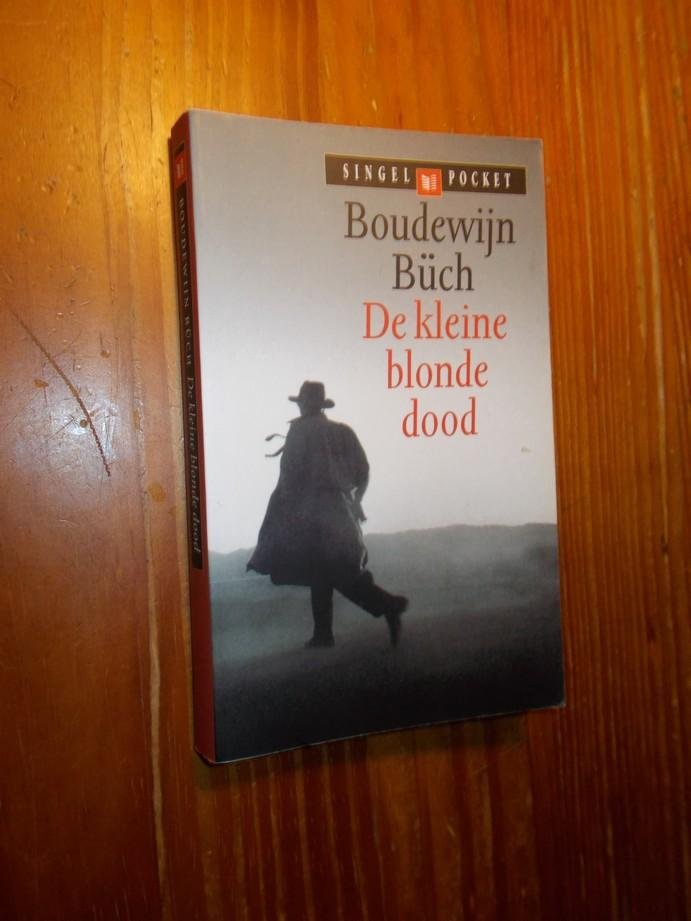 SINGEL POCKET
Boudewijn
Büch
De kleine
blonde
dood
BOUDEWIJN BÜCH De kleine blonde dood